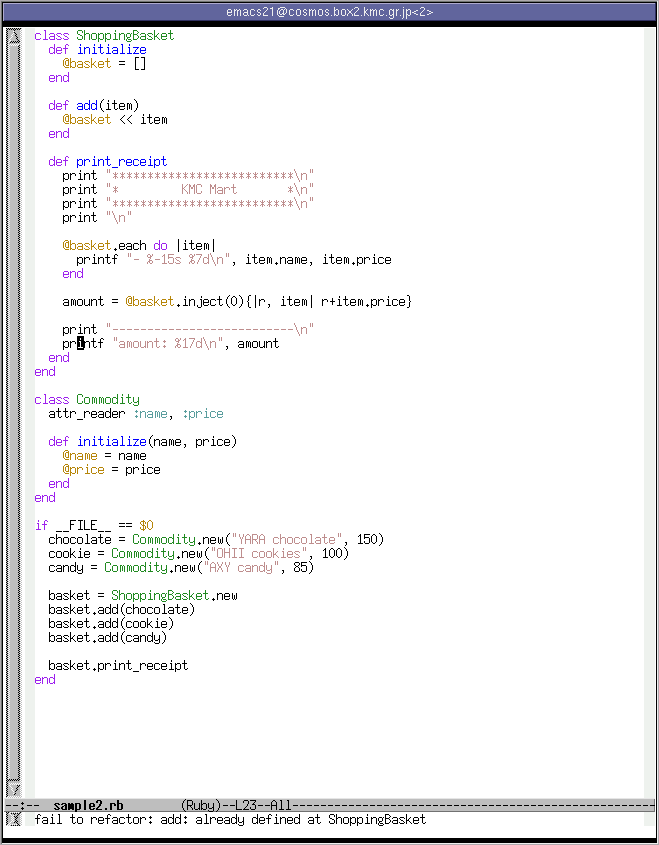 emacs21@cosmos.box2.kmc.gr.jp<2>
class ShoppingBasket
  def initialize
    @basket = []
  end

  def add(item)
    @basket << item
  end

  def print_receipt
    print "**************************\n"
    print "*         KMC Mart       *\n"
    print "**************************\n"
    print "\n"

    @basket.each do |item|
      printf "- %-15s %7d\n", item.name, item.price
    end

    amount = @basket.inject(0){|r, item| r+item.price}

    print "--------------------------\n"
    printf "amount: %17d\n", amount
  end
end

class Commodity
  attr_reader :name, :price

  def initialize(name, price)
    @name = name
    @price = price
  end
end

if __FILE__ == $0
  chocolate = Commodity.new("YARA chocolate", 150)
  cookie = Commodity.new("OHII cookies", 100)
  candy = Commodity.new("AXY candy", 85)

  basket = ShoppingBasket.new
  basket.add(chocolate)
  basket.add(cookie)
  basket.add(candy)

  basket.print_receipt
end
--:--  sample2.rb        (Ruby)--L23--All----------------------------------------------------
fail to refactor: add: already defined at ShoppingBasket